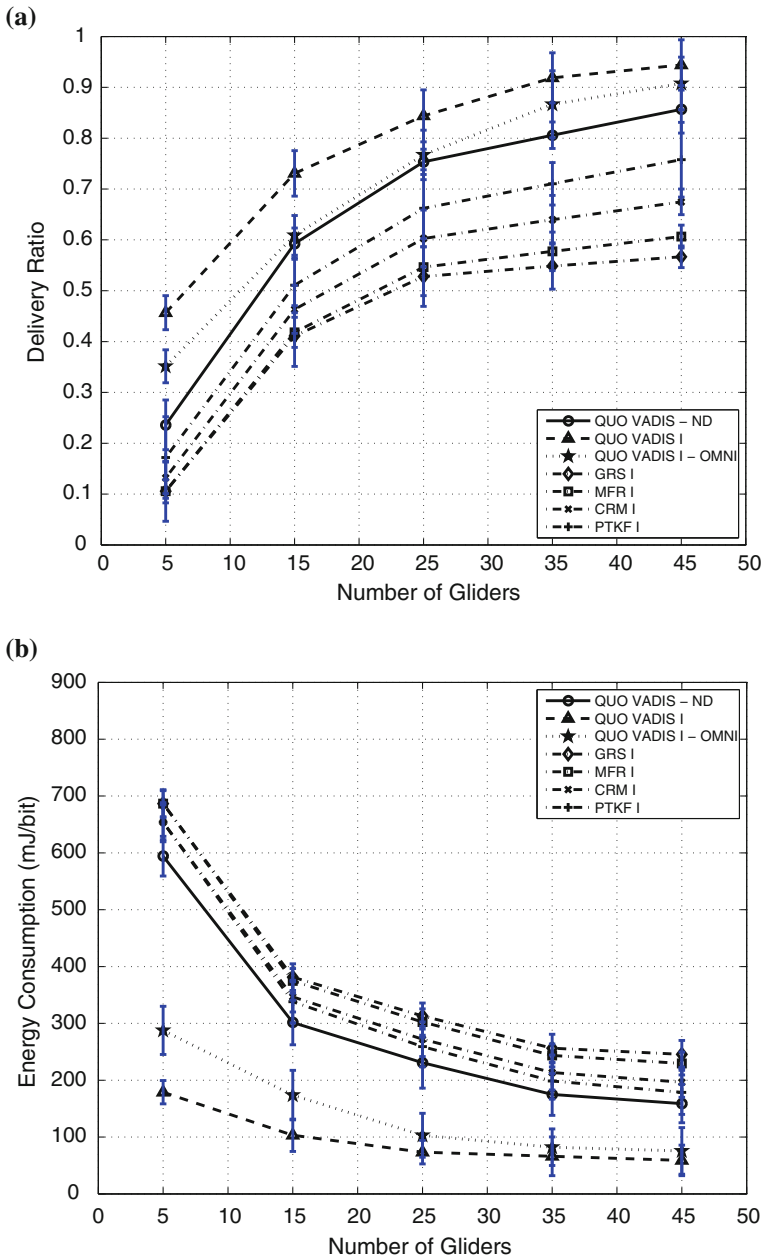 (a)
1
0.9
0.8
0.7
0.6
0.5
0.4
0.3
0.2
0.1
0
Delivery Ratio
QUO VADIS – ND
QUO VADIS I
QUO VADIS I – OMNI
GRS I
MFR I
CRM I
PTKF I
0 5 10 15 20 25 30 35 40 45 50
Number of Gliders
(b)
900
800
700
600
500
400
300
200
100
0
Energy Consumption (mJ/bit)
QUO VADIS – ND
QUO VADIS I
QUO VADIS I – OMNI
GRS I
MFR I
CRM I
PTKF I
0 5 10 15 20 25 30 35 40 45 50
Number of Gliders